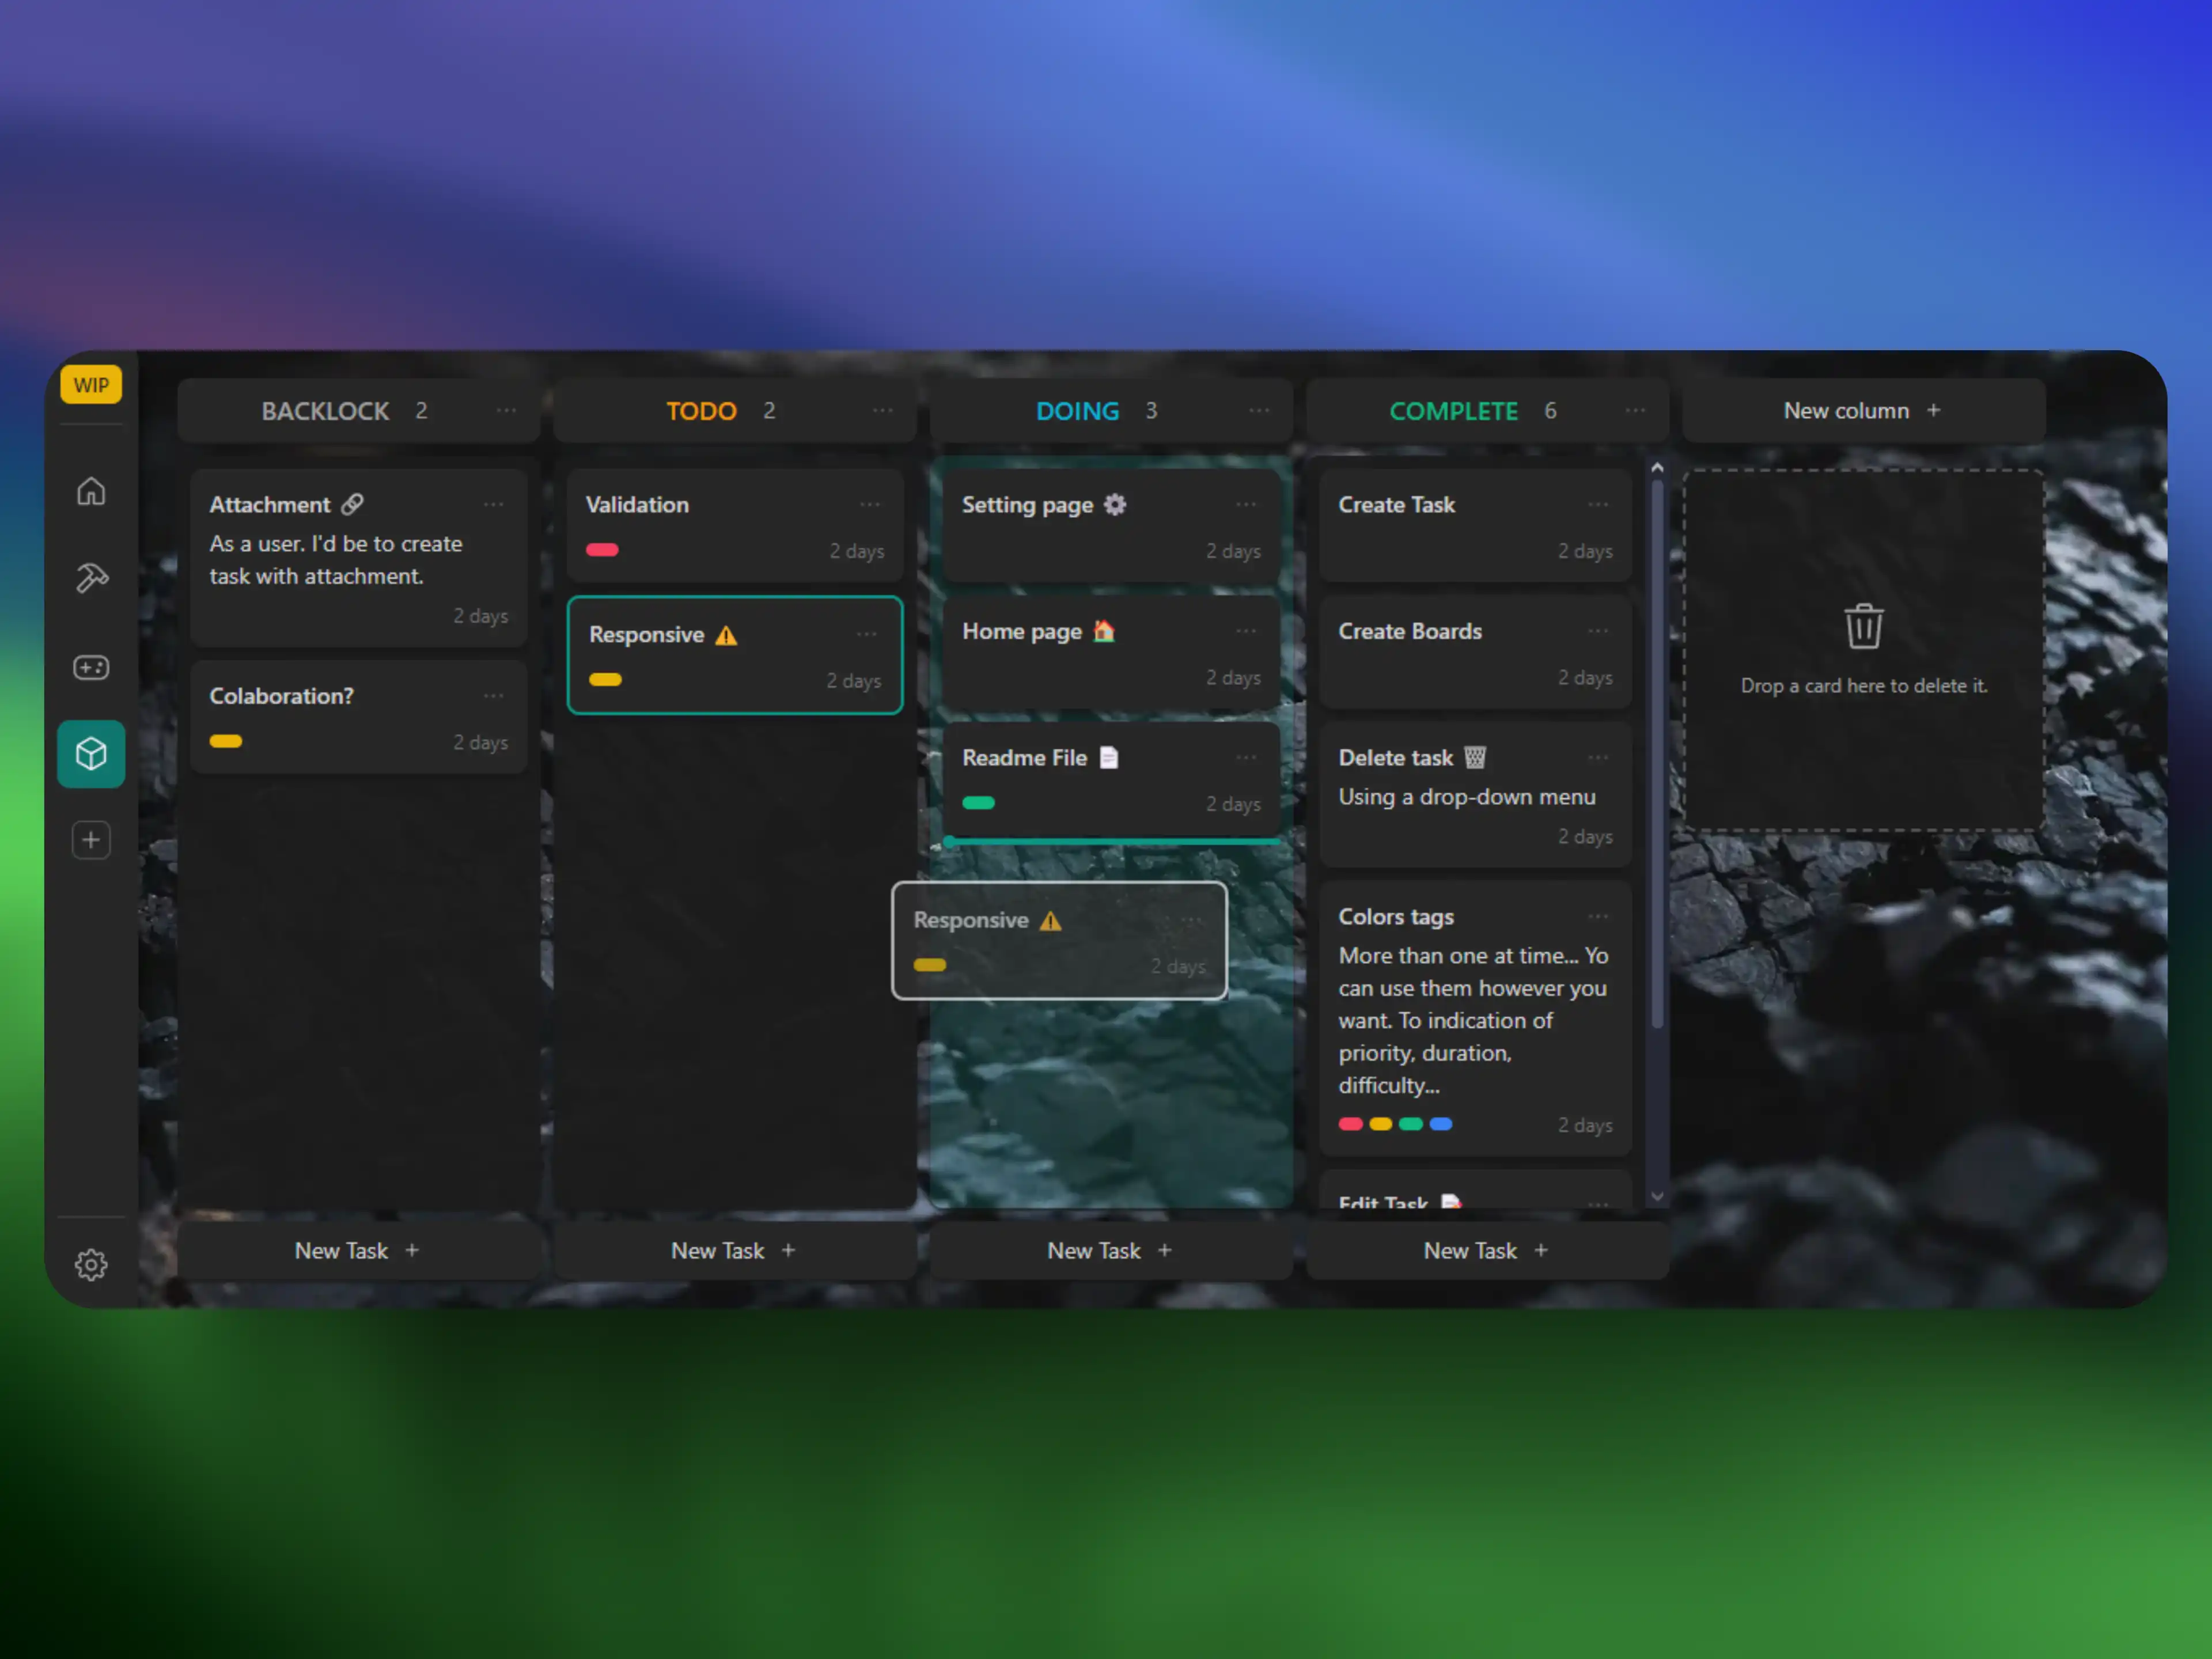 WIP
BACKLOCK 2
TODO 2
DOING 3
COMPLETE 6
New column +
Attachment 🔗
As a user. I'd be to create
task with attachment.
2 days
Colaboration?
2 days
New Task +
Validation
2 days
Responsive ⚠️
2 days
New Task +
Setting page ⚙️
2 days
Home page 🏠
2 days
Readme File 📄
2 days
Responsive ⚠️
2 days
New Task +
Create Task
2 days
Create Boards
2 days
Delete task 🗑️
Using a drop-down menu
2 days
Colors tags
More than one at time... Yo
can use them however you
want. To indication of
priority, duration,
difficulty...
2 days
Edit Task 📝
New Task +
Drop a card here to delete it.